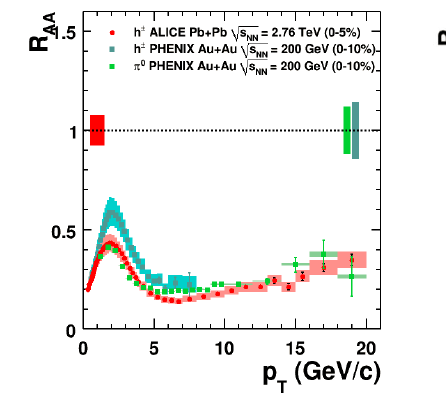 R_AA
1.5
h± ALICE Pb+Pb √s_NN = 2.76 TeV (0-5%)
h± PHENIX Au+Au √s_NN = 200 GeV (0-10%)
π⁰ PHENIX Au+Au √s_NN = 200 GeV (0-10%)
1
0.5
0
0 5 10 15 20
p_T (GeV/c)